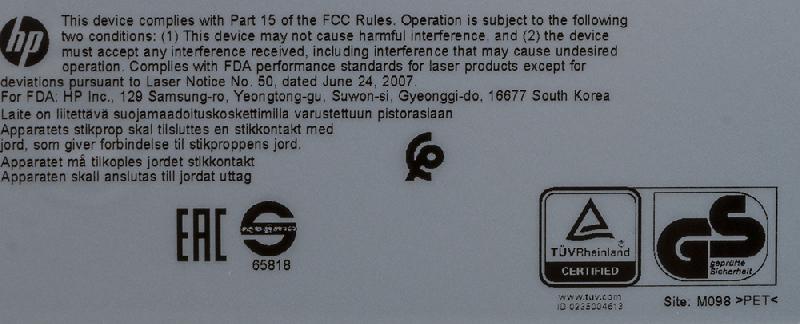 hp
This device complies with Part 15 of the FCC Rules. Operation is subject to the following
two conditions: (1) This device may not cause harmful interference, and (2) the device
must accept any interference received, including interference that may cause undesired
operation. Complies with FDA performance standards for laser products except for
deviations pursuant to Laser Notice No. 50, dated June 24, 2007.
For FDA: HP Inc., 129 Samsung-ro, Yeongtong-gu, Suwon-si, Gyeonggi-do, 16677 South Korea
Laite on liitettävä suojamaadoituskoskettimilla varustettuun pistorasiaan
Apparatets stikprop skal tilsluttes en stikkontakt med
jord, som giver forbindelse til stikproppens jord.
Apparatet må tilkoples jordet stikkontakt
Apparaten skall anslutas till jordat uttag
EAC
65818
TÜVRheinland®
CERTIFIED
www.tuv.com
ID 0225004613
GS
geprüfte
Sicherheit
Site: M098 >PET<